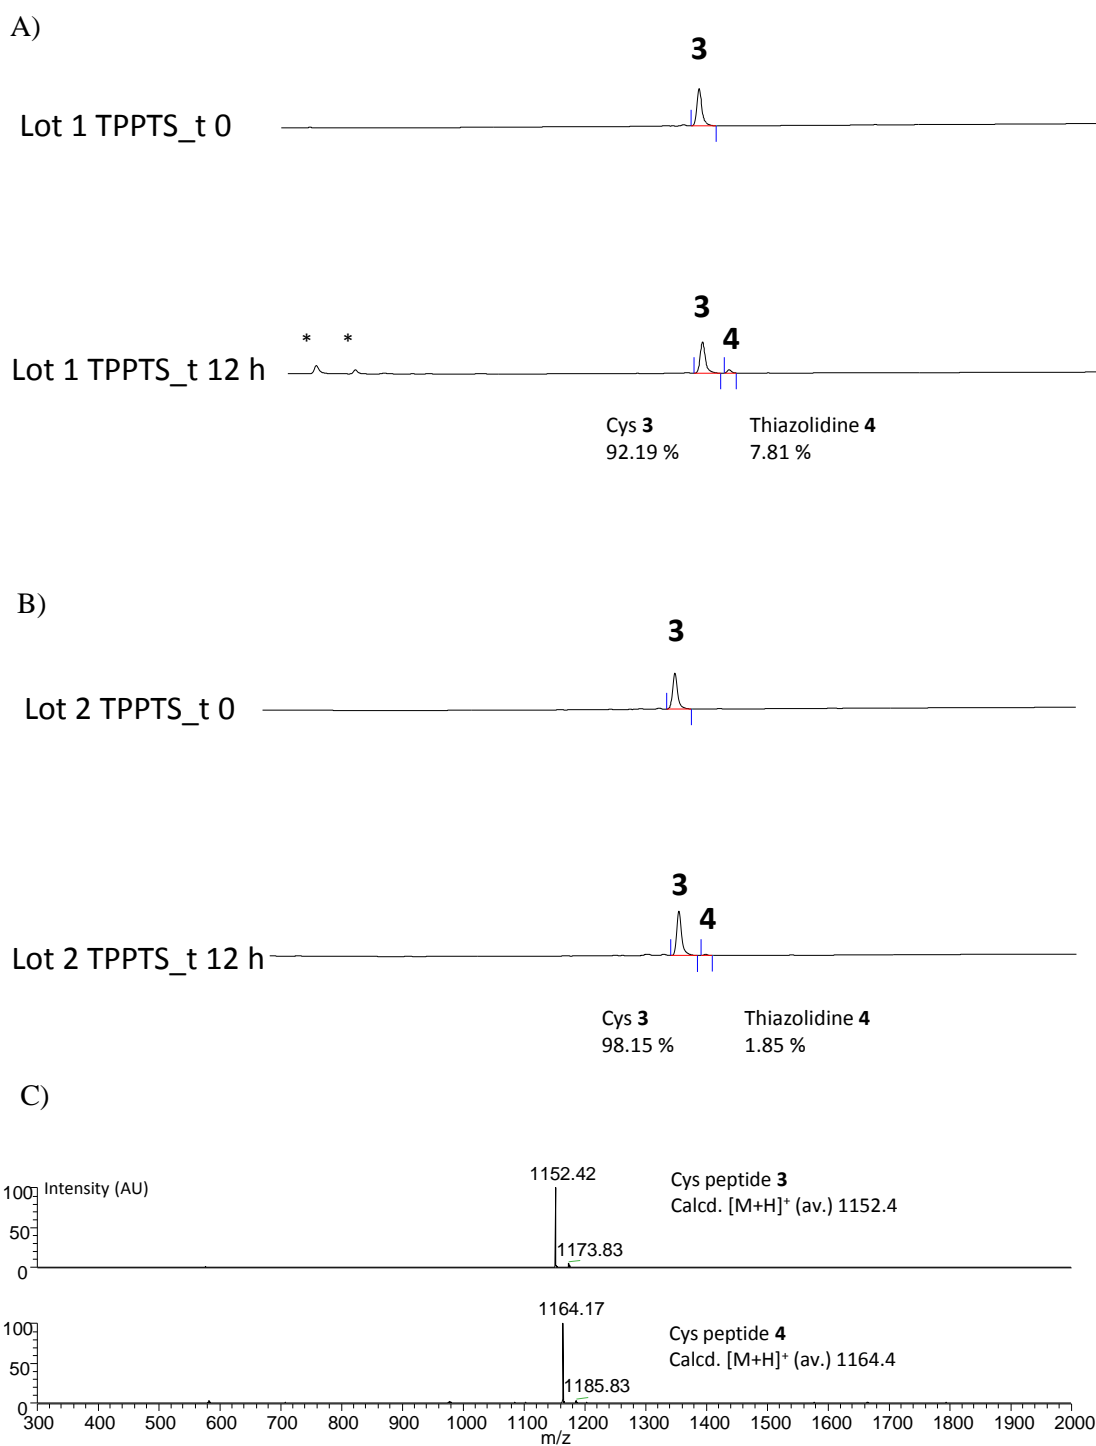 A)
3
Lot 1 TPPTS_t 0
* *
3
4
Lot 1 TPPTS_t 12 h
Cys 3 Thiazolidine 4
92.19 % 7.81 %
B)
3
Lot 2 TPPTS_t 0
3
4
Lot 2 TPPTS_t 12 h
Cys 3 Thiazolidine 4
98.15 % 1.85 %
C)
1152.42
Cys peptide 3
100 Intensity (AU)
Calcd. [M+H]⁺ (av.) 1152.4
50
1173.83
0
1164.17
100
Cys peptide 4
Calcd. [M+H]⁺ (av.) 1164.4
50
1185.83
0
300 400 500 600 700 800 900 1000 1100 1200 1300 1400 1500 1600 1700 1800 1900 2000
m/z